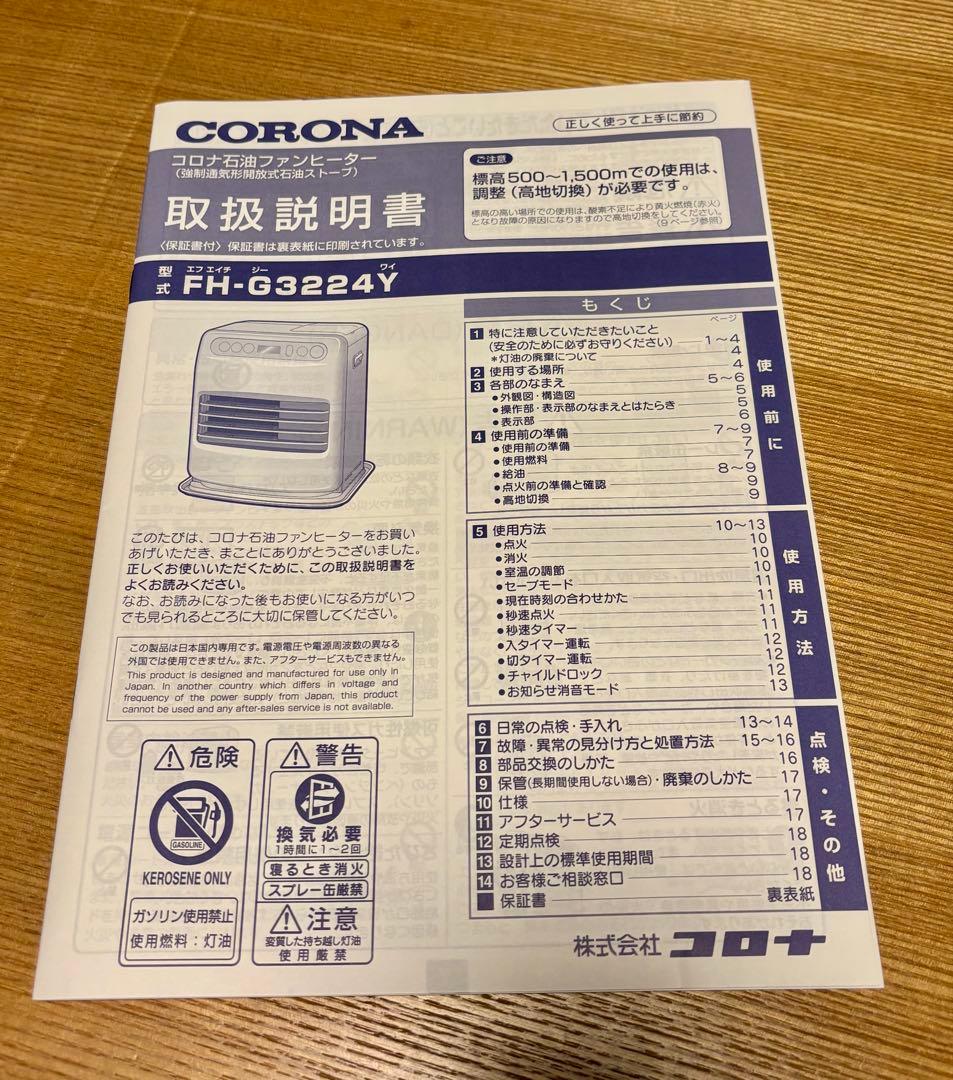 CORONA
正しく使って上手に節約
コロナ石油ファンヒーター
(強制通気形開放式石油ストーブ)
取扱説明書
〈保証書付〉保証書は裏表紙に印刷されています。
ご注意
標高500〜1,500mでの使用は、
調整(高地切換)が必要です。
標高の高い場所での使用は、酸素不足により黄火燃焼(赤火)
となり故障の原因になりますので高地切換をしてください。
(9ページ参照)
型式 エフエイチ ジー ワイ
FH-G3224Y
このたびは、コロナ石油ファンヒーターをお買い
あげいただき、まことにありがとうございました。
正しくお使いいただくために、この取扱説明書を
よくお読みください。
なお、お読みになった後もお使いになる方がいつ
でも見られるところに大切に保管してください。
この製品は日本国内専用です。電源電圧や電源周波数の異なる
外国では使用できません。また、アフターサービスもできません。
This product is designed and manufactured for use only in
Japan. In another country which differs in voltage and
frequency of the power supply from Japan, this product
cannot be used and any after-sales service is not available.
危険
GASOLINE
KEROSENE ONLY
ガソリン使用禁止
使用燃料:灯油
警告
換気必要
1時間に1〜2回
寝るとき消火
スプレー缶厳禁
注意
変質した持ち越し灯油
使用厳禁
もくじ
ページ
使用前に
1 特に注意していただきたいこと
(安全のために必ずお守りください) 1〜4
*灯油の廃棄について 4
2 使用する場所 4
3 各部のなまえ 5〜6
●外観図・構造図 5
●操作部・表示部のなまえとはたらき 5
●表示部 6
4 使用前の準備 7〜9
●使用前の準備 7
●使用燃料 7
●給油 8〜9
●点火前の準備と確認 9
●高地切換 9
使用方法
5 使用方法 10〜13
●点火 10
●消火 10
●室温の調節 10
●セーブモード 11
●現在時刻の合わせかた 11
●秒速点火 11
●秒速タイマー 11
●入タイマー運転 12
●切タイマー運転 12
●チャイルドロック 12
●お知らせ消音モード 13
点検・その他
6 日常の点検・手入れ 13〜14
7 故障・異常の見分け方と処置方法 15〜16
8 部品交換のしかた 16
9 保管(長期間使用しない場合)・廃棄のしかた 17
10 仕様 17
11 アフターサービス 17
12 定期点検 18
13 設計上の標準使用期間 18
14 お客様ご相談窓口 18
保証書 裏表紙
株式会社 コロナ